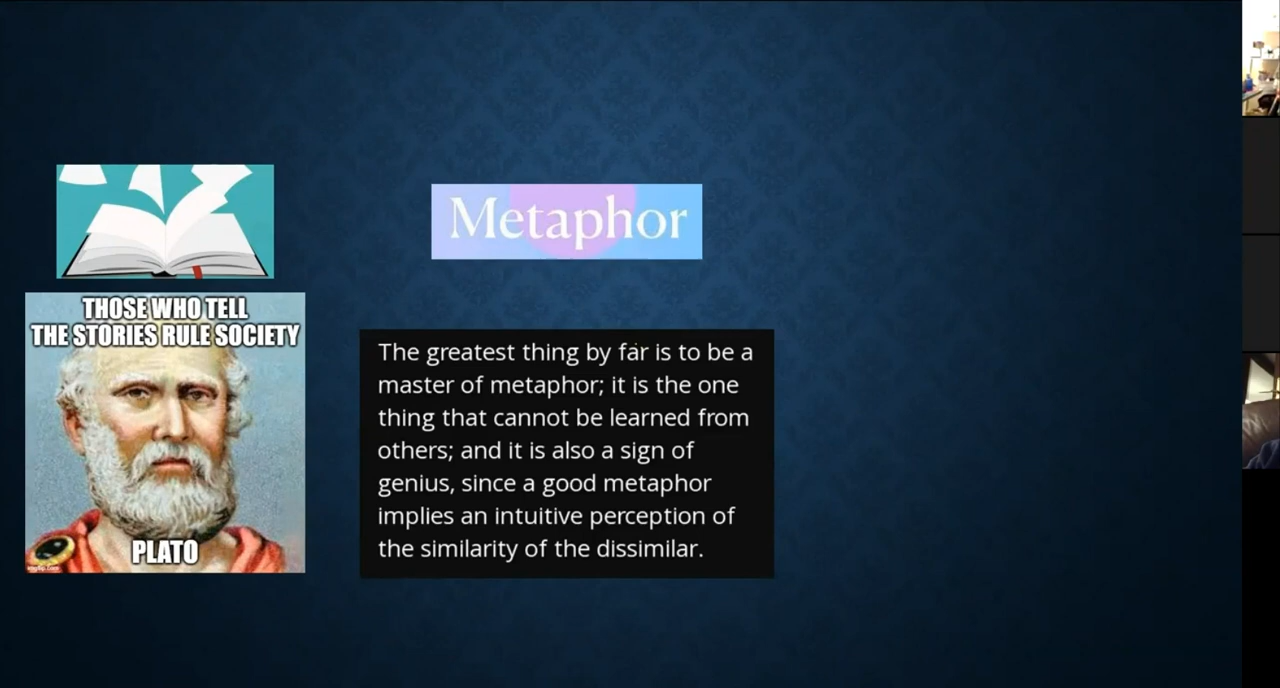 THOSE WHO TELL
THE STORIES RULE SOCIETY
PLATO
imgflip.com
Metaphor
The greatest thing by far is to be a
master of metaphor; it is the one
thing that cannot be learned from
others; and it is also a sign of
genius, since a good metaphor
implies an intuitive perception of
the similarity of the dissimilar.